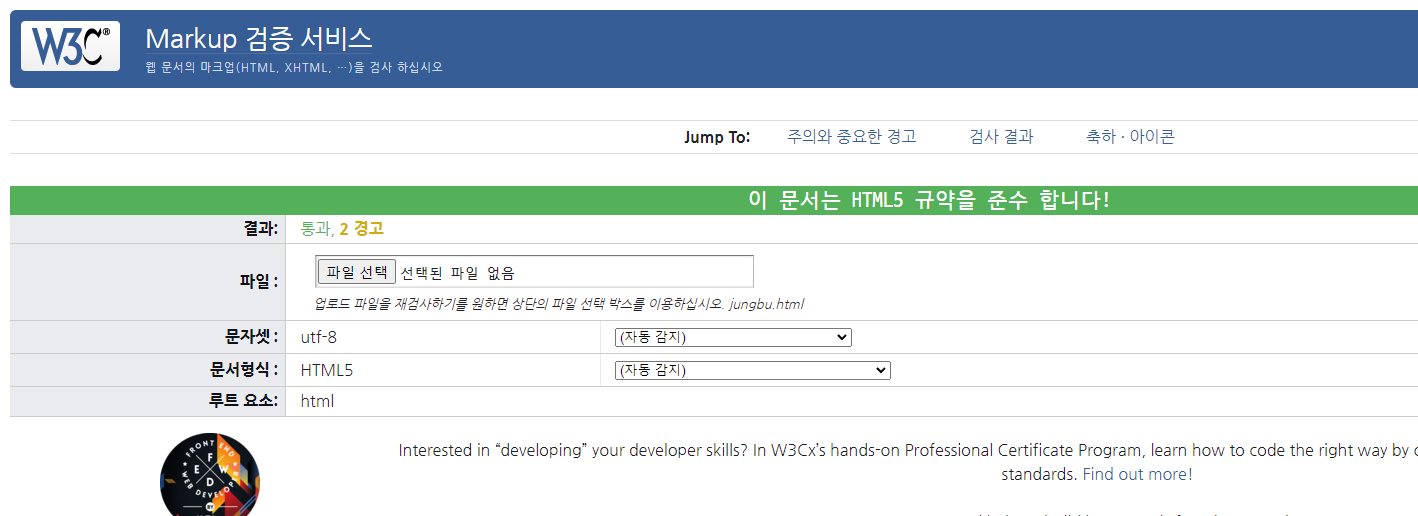 W3C®
Markup 검증 서비스
웹 문서의 마크업(HTML, XHTML, …)을 검사 하십시오
Jump To: 주의와 중요한 경고 검사 결과 축하 · 아이콘
이 문서는 HTML5 규약을 준수 합니다!
결과: 통과, 2 경고
파일 : 파일 선택 선택된 파일 없음
업로드 파일을 재검사하기를 원하면 상단의 파일 선택 박스를 이용하십시오. jungbu.html
문자셋 : utf-8 (자동 감지)
문서형식 : HTML5 (자동 감지)
루트 요소: html
FRONT END
WEB DEVELOPER
F E W D
Interested in “developing” your developer skills? In W3Cx’s hands-on Professional Certificate Program, learn how to code the right way by
standards. Find out more!